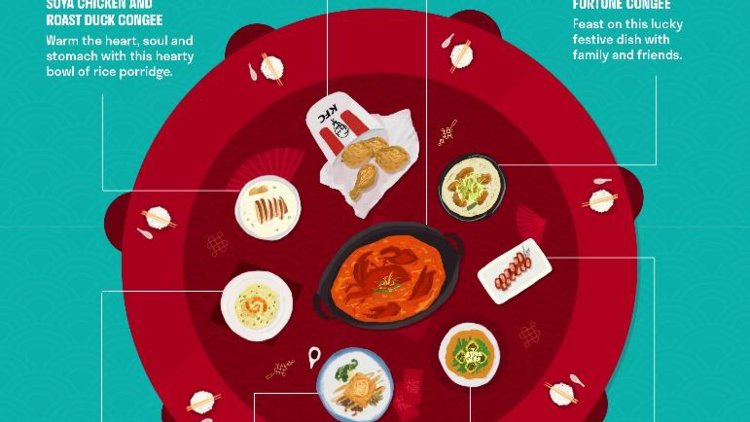 SOYA CHICKEN AND
ROAST DUCK CONGEE
Warm the heart, soul and
stomach with this hearty
bowl of rice porridge.
FORTUNE CONGEE
Feast on this lucky
festive dish with
family and friends.
KFC